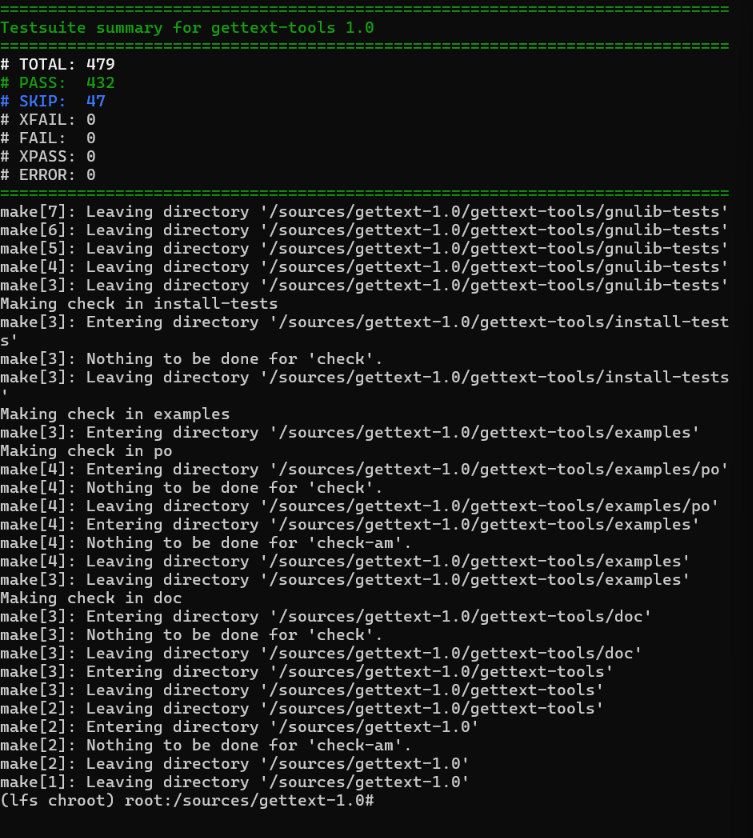 ============================================================================
Testsuite summary for gettext-tools 1.0
============================================================================
# TOTAL: 479
# PASS:  432
# SKIP:  47
# XFAIL: 0
# FAIL:  0
# XPASS: 0
# ERROR: 0
============================================================================
make[7]: Leaving directory '/sources/gettext-1.0/gettext-tools/gnulib-tests'
make[6]: Leaving directory '/sources/gettext-1.0/gettext-tools/gnulib-tests'
make[5]: Leaving directory '/sources/gettext-1.0/gettext-tools/gnulib-tests'
make[4]: Leaving directory '/sources/gettext-1.0/gettext-tools/gnulib-tests'
make[3]: Leaving directory '/sources/gettext-1.0/gettext-tools/gnulib-tests'
Making check in install-tests
make[3]: Entering directory '/sources/gettext-1.0/gettext-tools/install-test
s'
make[3]: Nothing to be done for 'check'.
make[3]: Leaving directory '/sources/gettext-1.0/gettext-tools/install-tests
'
Making check in examples
make[3]: Entering directory '/sources/gettext-1.0/gettext-tools/examples'
Making check in po
make[4]: Entering directory '/sources/gettext-1.0/gettext-tools/examples/po'
make[4]: Nothing to be done for 'check'.
make[4]: Leaving directory '/sources/gettext-1.0/gettext-tools/examples/po'
make[4]: Entering directory '/sources/gettext-1.0/gettext-tools/examples'
make[4]: Nothing to be done for 'check-am'.
make[4]: Leaving directory '/sources/gettext-1.0/gettext-tools/examples'
make[3]: Leaving directory '/sources/gettext-1.0/gettext-tools/examples'
Making check in doc
make[3]: Entering directory '/sources/gettext-1.0/gettext-tools/doc'
make[3]: Nothing to be done for 'check'.
make[3]: Leaving directory '/sources/gettext-1.0/gettext-tools/doc'
make[3]: Entering directory '/sources/gettext-1.0/gettext-tools'
make[3]: Leaving directory '/sources/gettext-1.0/gettext-tools'
make[2]: Leaving directory '/sources/gettext-1.0/gettext-tools'
make[2]: Entering directory '/sources/gettext-1.0'
make[2]: Nothing to be done for 'check-am'.
make[2]: Leaving directory '/sources/gettext-1.0'
make[1]: Leaving directory '/sources/gettext-1.0'
(lfs chroot) root:/sources/gettext-1.0#